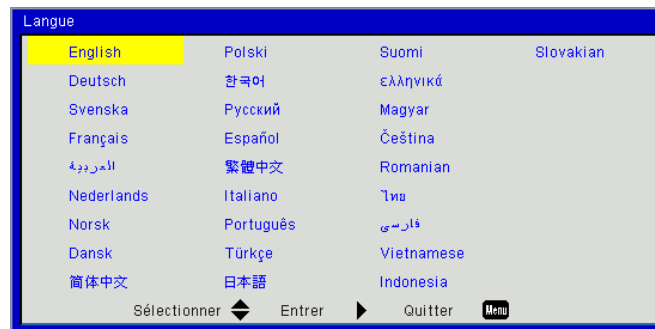 Langue
English Polski Suomi Slovakian
Deutsch 한국어 ελληνικά
Svenska Русский Magyar
Français Español Čeština
العربية 繁體中文 Romanian
Nederlands Italiano ไทย
Norsk Português فارسی
Dansk Türkçe Vietnamese
简体中文 日本語 Indonesia
Sélectionner Entrer Quitter Menu